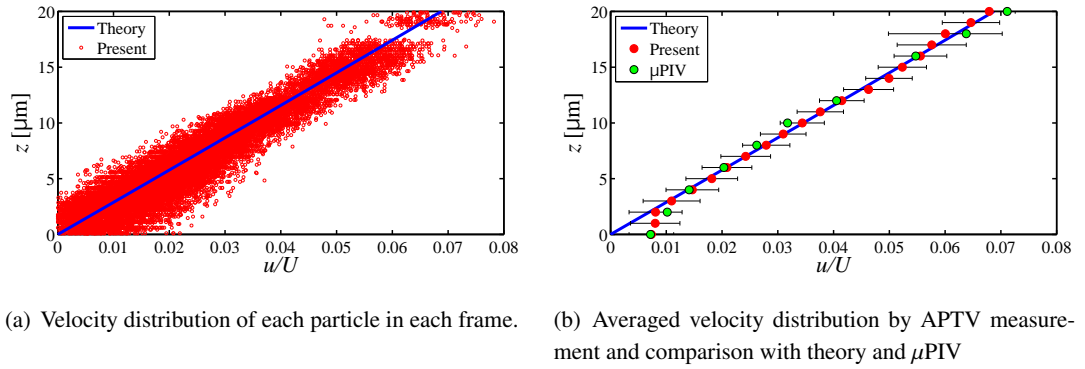 20
15
10
5
0
z [μm]
Theory
Present
0
0.01
0.02
0.03
0.04
0.05
0.06
0.07
0.08
u/U
(a) Velocity distribution of each particle in each frame.
20
15
10
5
0
z [μm]
Theory
Present
μPIV
0
0.01
0.02
0.03
0.04
0.05
0.06
0.07
0.08
u/U
(b) Averaged velocity distribution by APTV measure-
ment and comparison with theory and μPIV